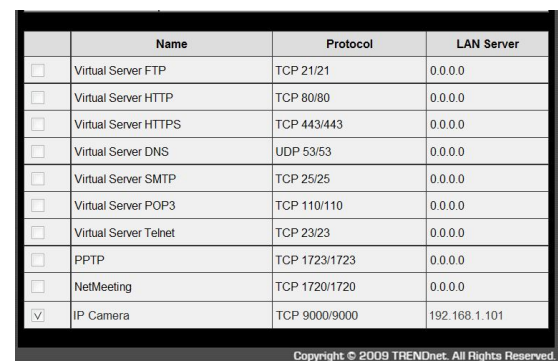 Name Protocol LAN Server
Virtual Server FTP TCP 21/21 0.0.0.0
Virtual Server HTTP TCP 80/80 0.0.0.0
Virtual Server HTTPS TCP 443/443 0.0.0.0
Virtual Server DNS UDP 53/53 0.0.0.0
Virtual Server SMTP TCP 25/25 0.0.0.0
Virtual Server POP3 TCP 110/110 0.0.0.0
Virtual Server Telnet TCP 23/23 0.0.0.0
PPTP TCP 1723/1723 0.0.0.0
NetMeeting TCP 1720/1720 0.0.0.0
IP Camera TCP 9000/9000 192.168.1.101
Copyright © 2009 TRENDnet. All Rights Reserved.